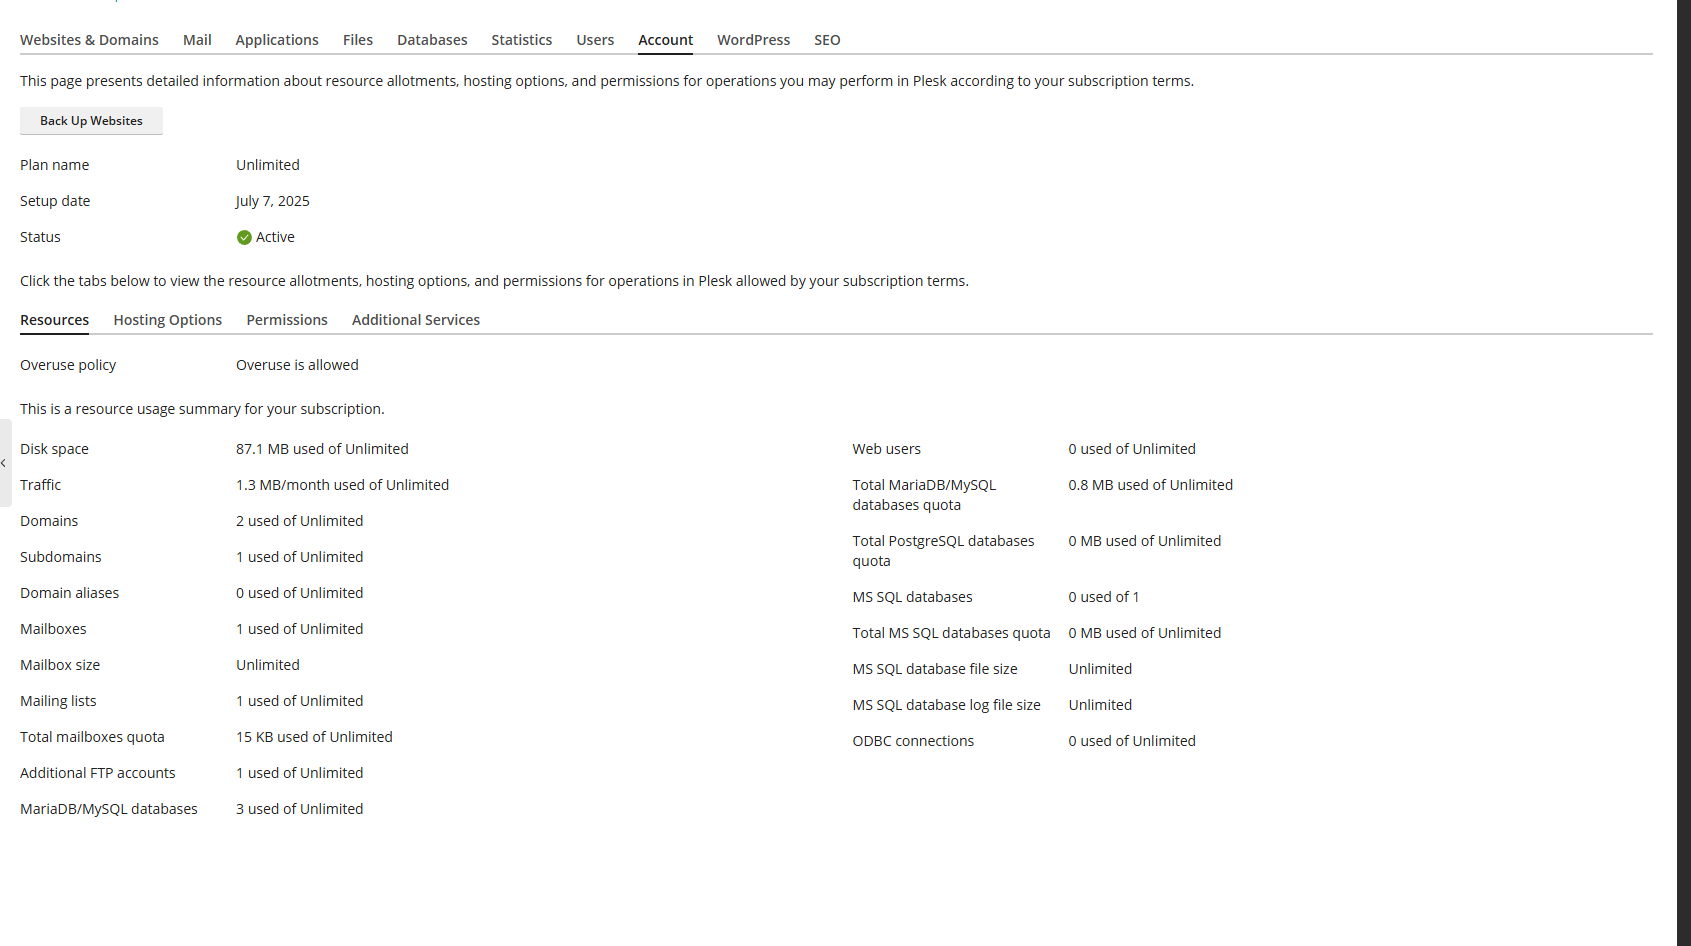 Websites & Domains Mail Applications Files Databases Statistics Users Account WordPress SEO
This page presents detailed information about resource allotments, hosting options, and permissions for operations you may perform in Plesk according to your subscription terms.
Back Up Websites
Plan name Unlimited
Setup date July 7, 2025
Status Active
Click the tabs below to view the resource allotments, hosting options, and permissions for operations in Plesk allowed by your subscription terms.
Resources Hosting Options Permissions Additional Services
Overuse policy Overuse is allowed
This is a resource usage summary for your subscription.
Disk space 87.1 MB used of Unlimited
Traffic 1.3 MB/month used of Unlimited
Domains 2 used of Unlimited
Subdomains 1 used of Unlimited
Domain aliases 0 used of Unlimited
Mailboxes 1 used of Unlimited
Mailbox size Unlimited
Mailing lists 1 used of Unlimited
Total mailboxes quota 15 KB used of Unlimited
Additional FTP accounts 1 used of Unlimited
MariaDB/MySQL databases 3 used of Unlimited
Web users 0 used of Unlimited
Total MariaDB/MySQL 0.8 MB used of Unlimited
databases quota
Total PostgreSQL databases 0 MB used of Unlimited
quota
MS SQL databases 0 used of 1
Total MS SQL databases quota 0 MB used of Unlimited
MS SQL database file size Unlimited
MS SQL database log file size Unlimited
ODBC connections 0 used of Unlimited